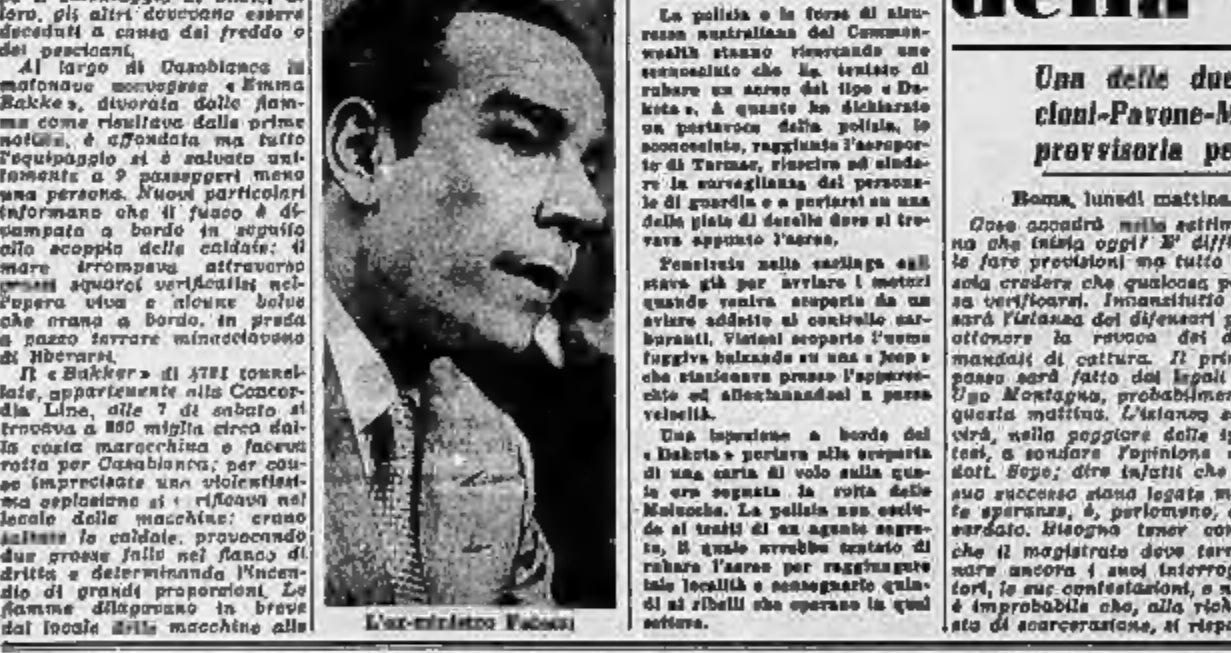 loro, gli altri dovevano essere
deceduti a causa del freddo o
dei pescicani.
Al largo di Casablanca la
motonave norvegese « Emma
Bakke », divorata dalle fiam-
me come risultava dalle prime
notizie, è affondata ma tutto
l'equipaggio si è salvato uni-
tamente a 9 passeggeri meno
una persona. Nuovi particolari
informano che il fuoco è di-
vampato a bordo in seguito
allo scoppio delle caldaie; il
mare irrompeva attraverso
squarci verificatisi nel-
l'opera viva e alcune belve
che erano a bordo, in preda
a pazzo terrore minacciavano
di liberarsi.
Il « Bakker » di tonnel-
late, appartenente alla Concor-
dia Line, alle 7 di sabato si
trovava a 860 miglia circa dal-
la costa marocchina e faceva
rotta per Casablanca; per cau-
se imprecisate una violentissi-
ma esplosione si rificava nel
locale delle macchine: erano
le caldaie, provocando
due grosse falle nel fianco di
dritta e determinando l'incen-
dio di grandi proporzioni. Le
fiamme dilagavano in breve
dal locale delle macchine alle
L'ex-ministro
La polizia e le forze di sicu-
rezza australiane del Common-
wealth stanno ricercando uno
sconosciuto che ha tentato di
rubare un aereo del tipo « Da-
kota ». A quanto ha dichiarato
un portavoce della polizia, lo
sconosciuto, raggiunto l'aeropor-
to di Tarmac, riusciva ad elude-
re la sorveglianza del persona-
le di guardia e a portarsi su una
delle piste di decollo dove si tro-
vava appunto l'aereo.
Penetrato nella carlinga egli
stava già per avviare i motori
quando veniva scoperto da un
aviere addetto al controllo car-
buranti. Vistosi scoperto l'uomo
fuggiva balzando su una « jeep »
che stazionava presso l'apparec-
chio ed allontanandosi a pazza
velocità.
Una ispezione a bordo del
« Dakota » portava alla scoperta
di una carta di volo sulla qua-
le era segnata la rotta delle
Molucche. La polizia non esclu-
de si tratti di un agente segre-
to, il quale avrebbe tentato di
rubare l'aereo per raggiungere
tale località e consegnarlo quin-
di ai ribelli che operano in quel
settore.
della
Una delle due
cioni-Pavone-M
provvisoria pe
Roma, lunedì mattina.
Cosa accadrà nella settim
na che inizia oggi? E' diffi
le fare previsioni ma tutto
scia credere che qualcosa p
sa verificarsi. Innanzitutto
sarà l'istanza dei difensori
ottenere la revoca dei
mandati di cattura. Il pri
passo sarà fatto dai legali
Ugo Montagna, probabilmen
questa mattina. L'istanza
virà, nella peggiore delle
tesi, a sondare l'opinione
dott. Sepe; dire infatti che
suo successo siano legate
te speranze, è, perlomeno,
zardato. Bisogna tener con
che il magistrato deve ter
nare ancora i suoi interrog
tori, le sue contestazioni, e
è improbabile che, alla rich
sta di scarcerazione, si rispo